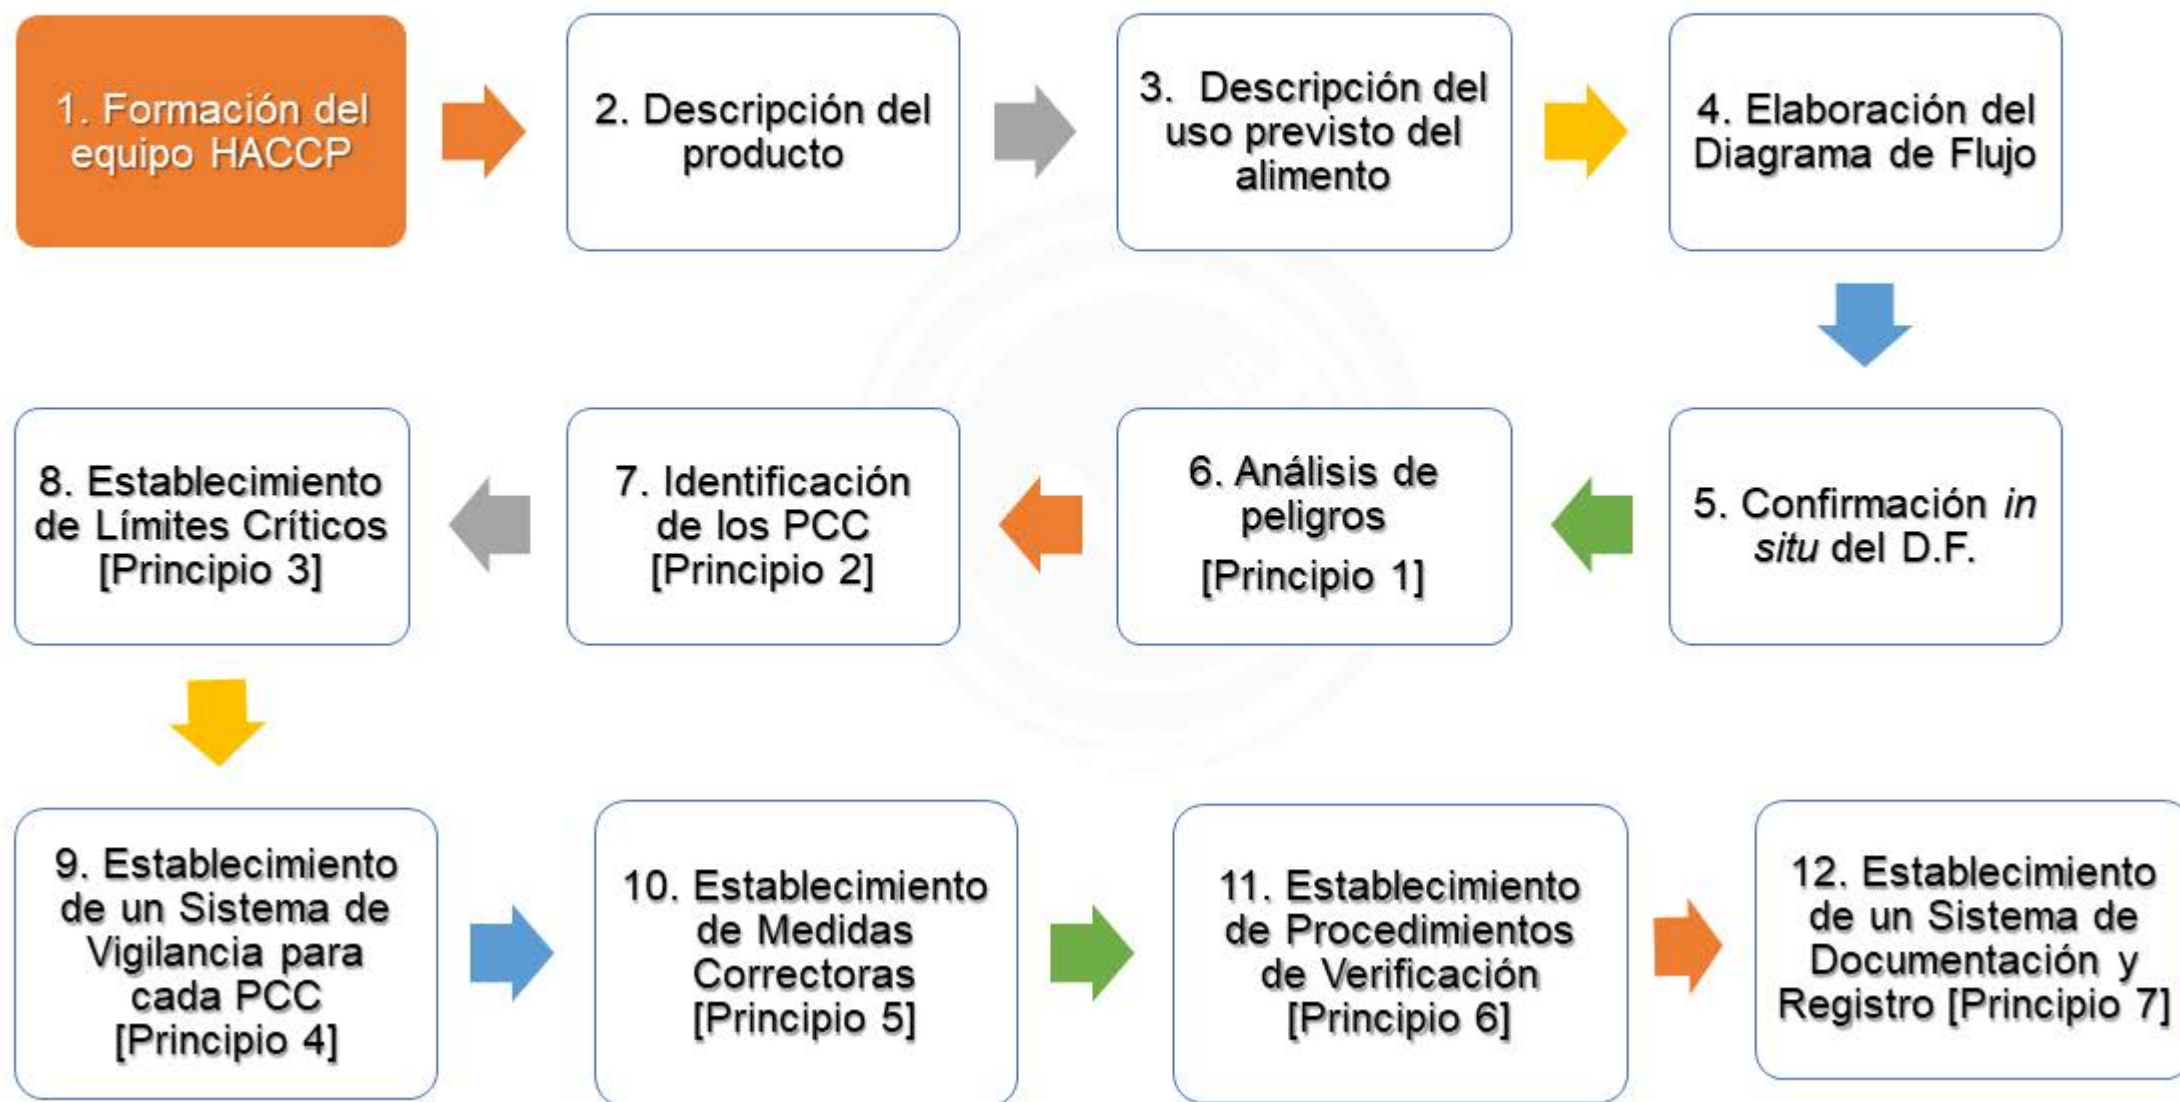 1. Formación del
equipo HACCP
2. Descripción del
producto
3. Descripción del
uso previsto del
alimento
4. Elaboración del
Diagrama de Flujo
5. Confirmación in
situ del D.F.
6. Análisis de
peligros
[Principio 1]
7. Identificación
de los PCC
[Principio 2]
8. Establecimiento
de Límites Críticos
[Principio 3]
9. Establecimiento
de un Sistema de
Vigilancia para
cada PCC
[Principio 4]
10. Establecimiento
de Medidas
Correctoras
[Principio 5]
11. Establecimiento
de Procedimientos
de Verificación
[Principio 6]
12. Establecimiento
de un Sistema de
Documentación y
Registro [Principio 7]